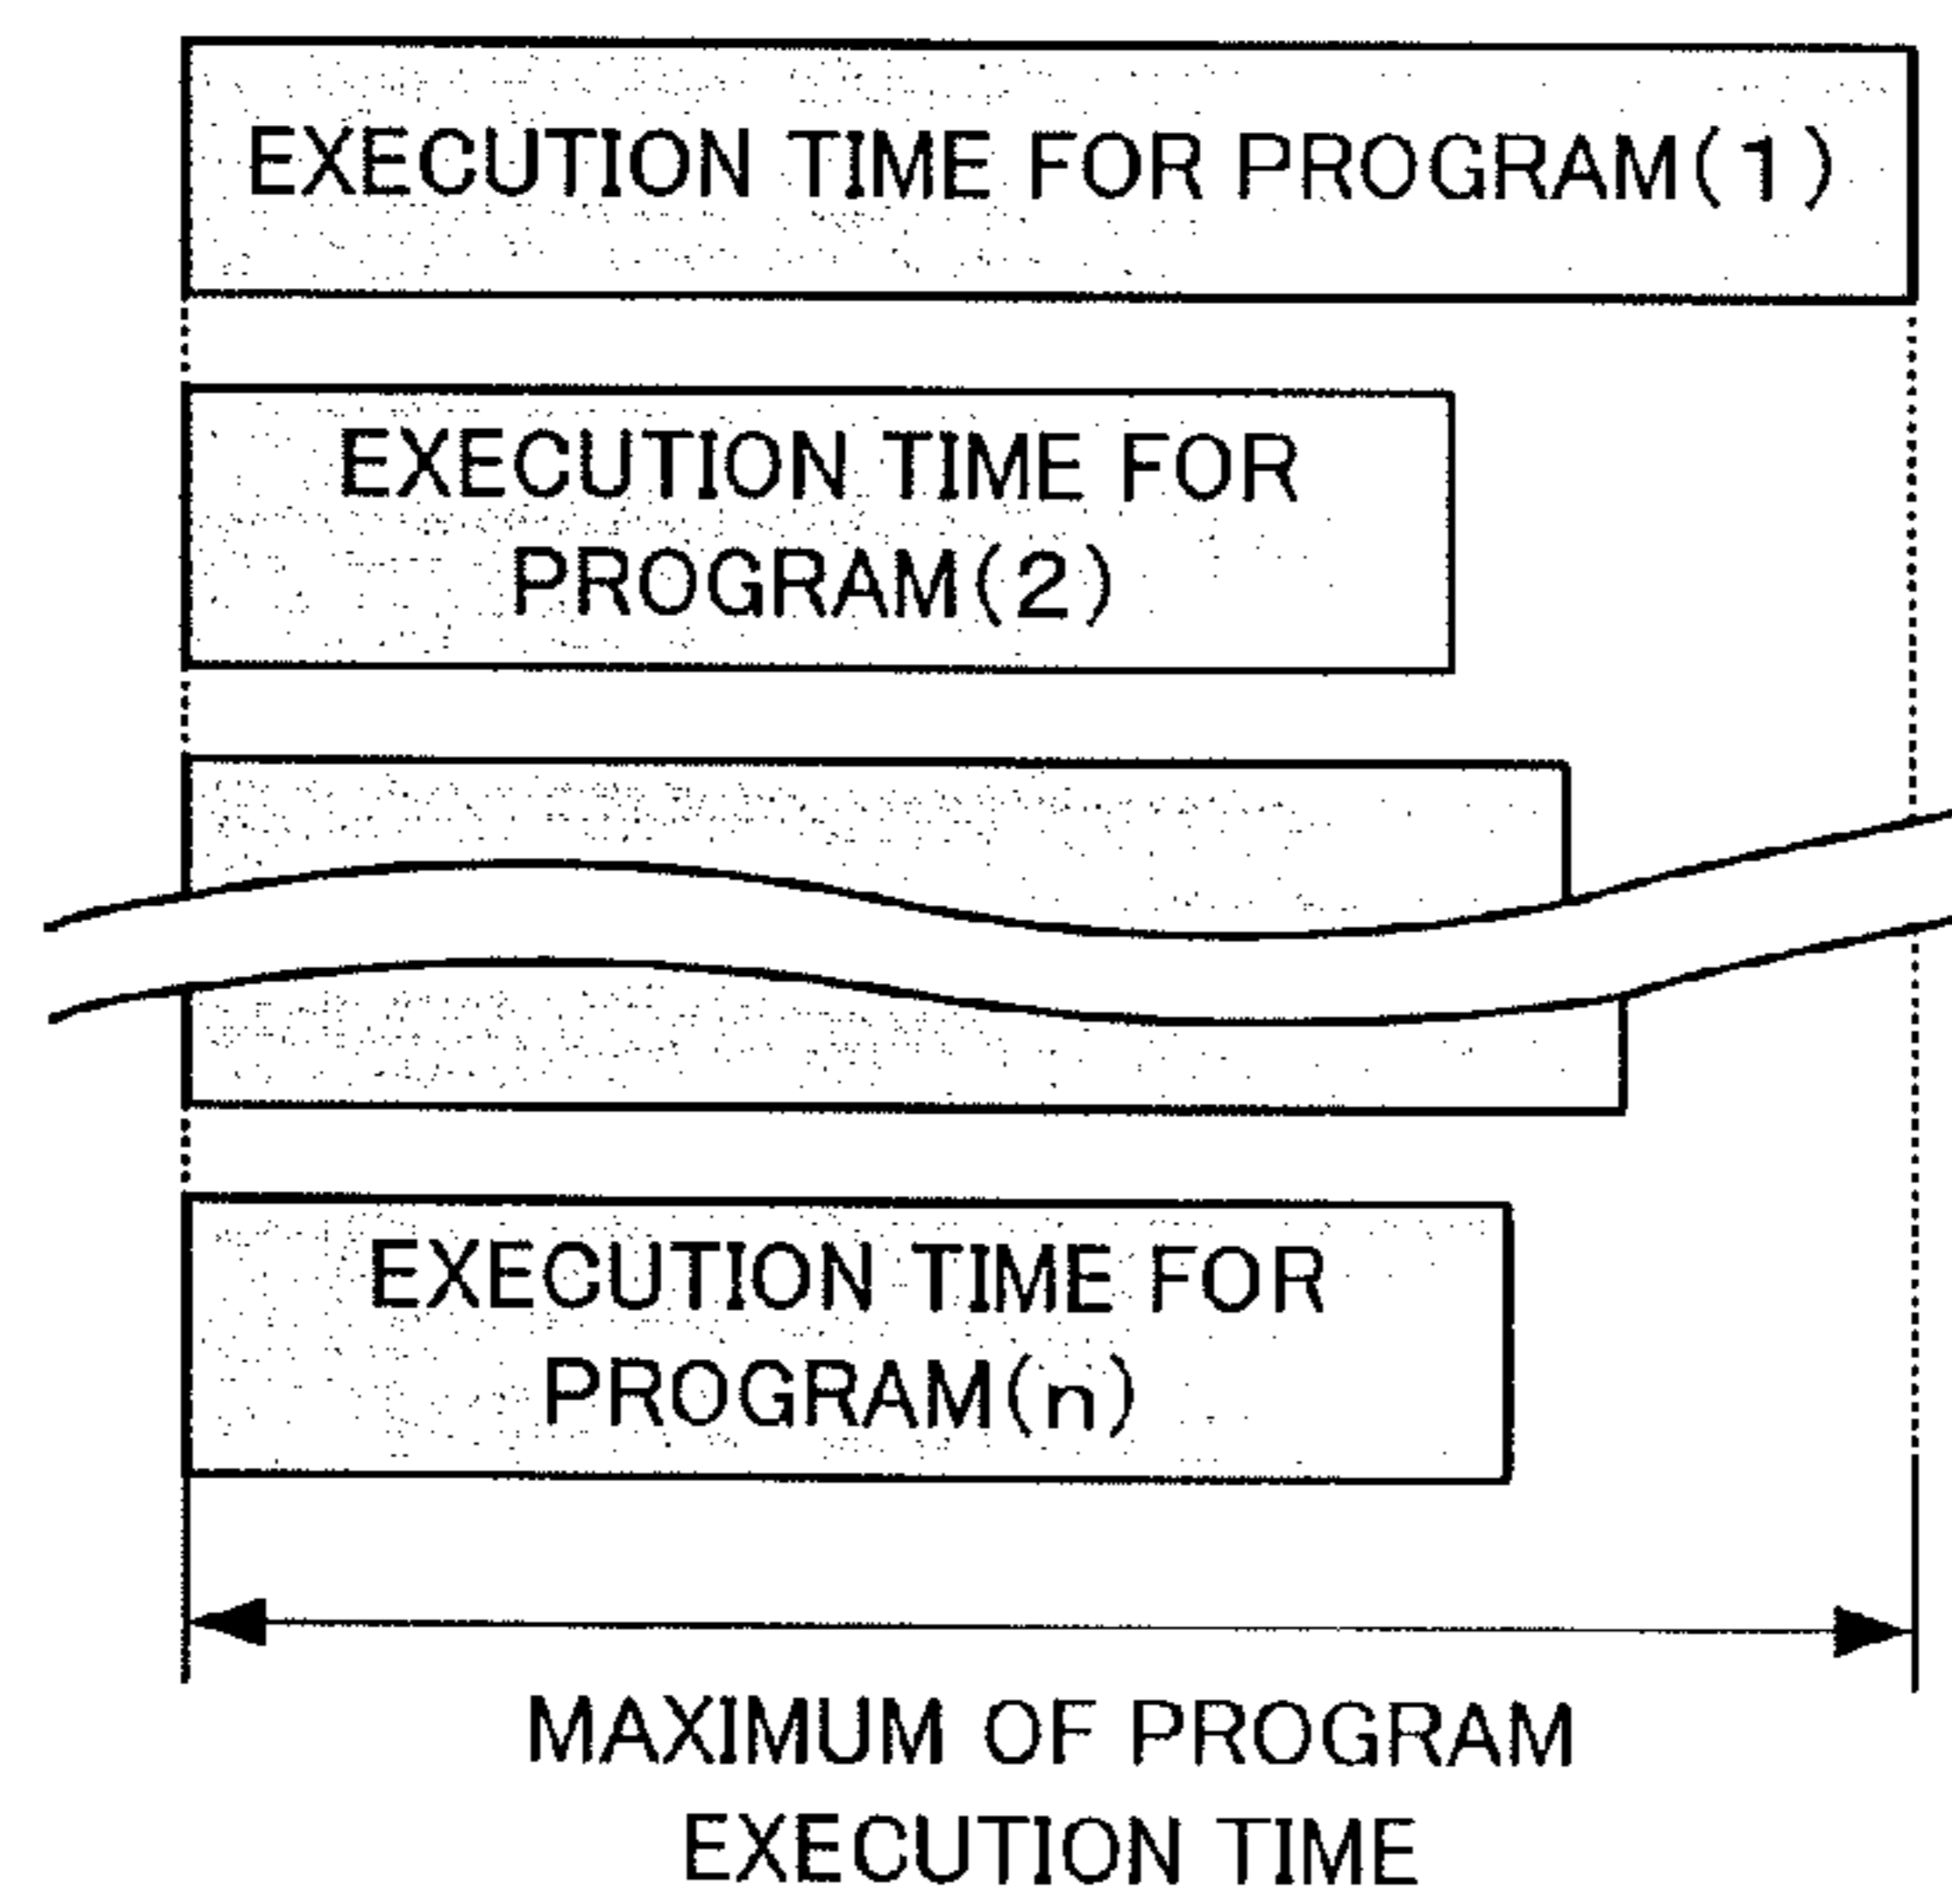 EXECUTION TIME FOR PROGRAM(1)
EXECUTION TIME FOR
PROGRAM(2)
EXECUTION TIME FOR
PROGRAM(n)
MAXIMUM OF PROGRAM
EXECUTION TIME